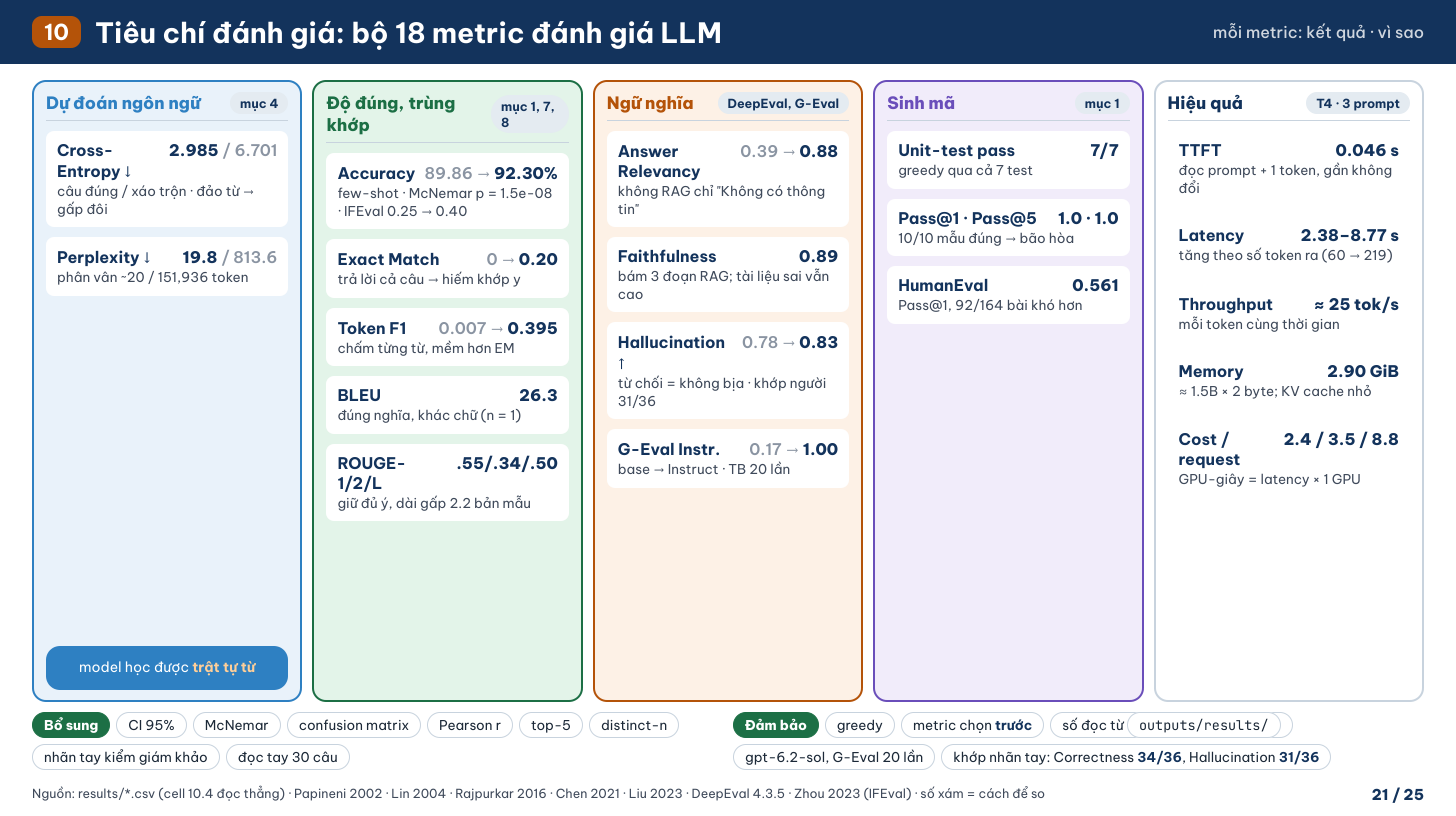 10 Tiêu chí đánh giá: bộ 18 metric đánh giá LLM
mỗi metric: kết quả · vì sao
Dự đoán ngôn ngữ
mục 4
Cross-
Entropy ↓
2.985 / 6.701
câu đúng / xáo trộn · đảo từ →
gấp đôi
Perplexity ↓
19.8 / 813.6
phân vân ~20 / 151,936 token
model học được trật tự từ
Độ đúng, trùng
khớp
mục 1, 7,
8
Accuracy
89.86 → 92.30%
few-shot · McNemar p = 1.5e-08
· IFEval 0.25 → 0.40
Exact Match
0 → 0.20
trả lời cả câu → hiếm khớp y
Token F1
0.007 → 0.395
chấm từng từ, mềm hơn EM
BLEU
26.3
đúng nghĩa, khác chữ (n = 1)
ROUGE-
1/2/L
.55/.34/.50
giữ đủ ý, dài gấp 2.2 bản mẫu
Ngữ nghĩa
DeepEval, G-Eval
Answer
Relevancy
0.39 → 0.88
không RAG chỉ "Không có thông
tin"
Faithfulness
0.89
bám 3 đoạn RAG; tài liệu sai vẫn
cao
Hallucination
↑
0.78 → 0.83
từ chối = không bịa · khớp người
31/36
G-Eval Instr.
0.17 → 1.00
base → Instruct · TB 20 lần
Sinh mã
mục 1
Unit-test pass
7/7
greedy qua cả 7 test
Pass@1 · Pass@5
1.0 · 1.0
10/10 mẫu đúng → bão hòa
HumanEval
0.561
Pass@1, 92/164 bài khó hơn
Hiệu quả
T4 · 3 prompt
TTFT
0.046 s
đọc prompt + 1 token, gần không
đổi
Latency
2.38–8.77 s
tăng theo số token ra (60 → 219)
Throughput
≈ 25 tok/s
mỗi token cùng thời gian
Memory
2.90 GiB
≈ 1.5B × 2 byte; KV cache nhỏ
Cost /
request
2.4 / 3.5 / 8.8
GPU-giây = latency × 1 GPU
Bổ sung
CI 95%
McNemar
confusion matrix
Pearson r
top-5
distinct-n
nhãn tay kiểm giám khảo
đọc tay 30 câu
Đảm bảo
greedy
metric chọn trước
số đọc từ outputs/results/
gpt-6.2-sol, G-Eval 20 lần
khớp nhãn tay: Correctness 34/36, Hallucination 31/36
Nguồn: results/*.csv (cell 10.4 đọc thẳng) · Papineni 2002 · Lin 2004 · Rajpurkar 2016 · Chen 2021 · Liu 2023 · DeepEval 4.3.5 · Zhou 2023 (IFEval) · số xám = cách để so
21 / 25